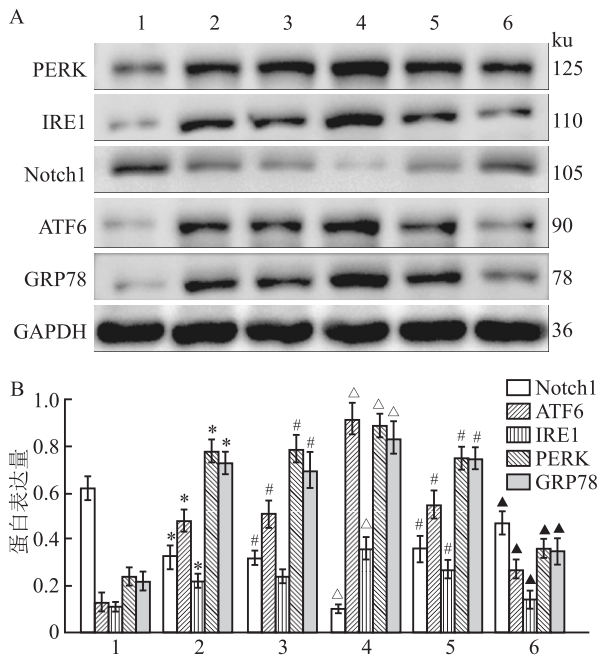 A
1 2 3 4 5 6
ku
PERK 125
IRE1 110
Notch1 105
ATF6 90
GRP78 78
GAPDH 36
B
蛋白表达量
1.0
0.8
0.6
0.4
0.2
0
* * * * *
# # # #
△ △ △ △ △
# # # # #
▲ ▲ ▲ ▲ ▲
1 2 3 4 5 6
Notch1
ATF6
IRE1
PERK
GRP78